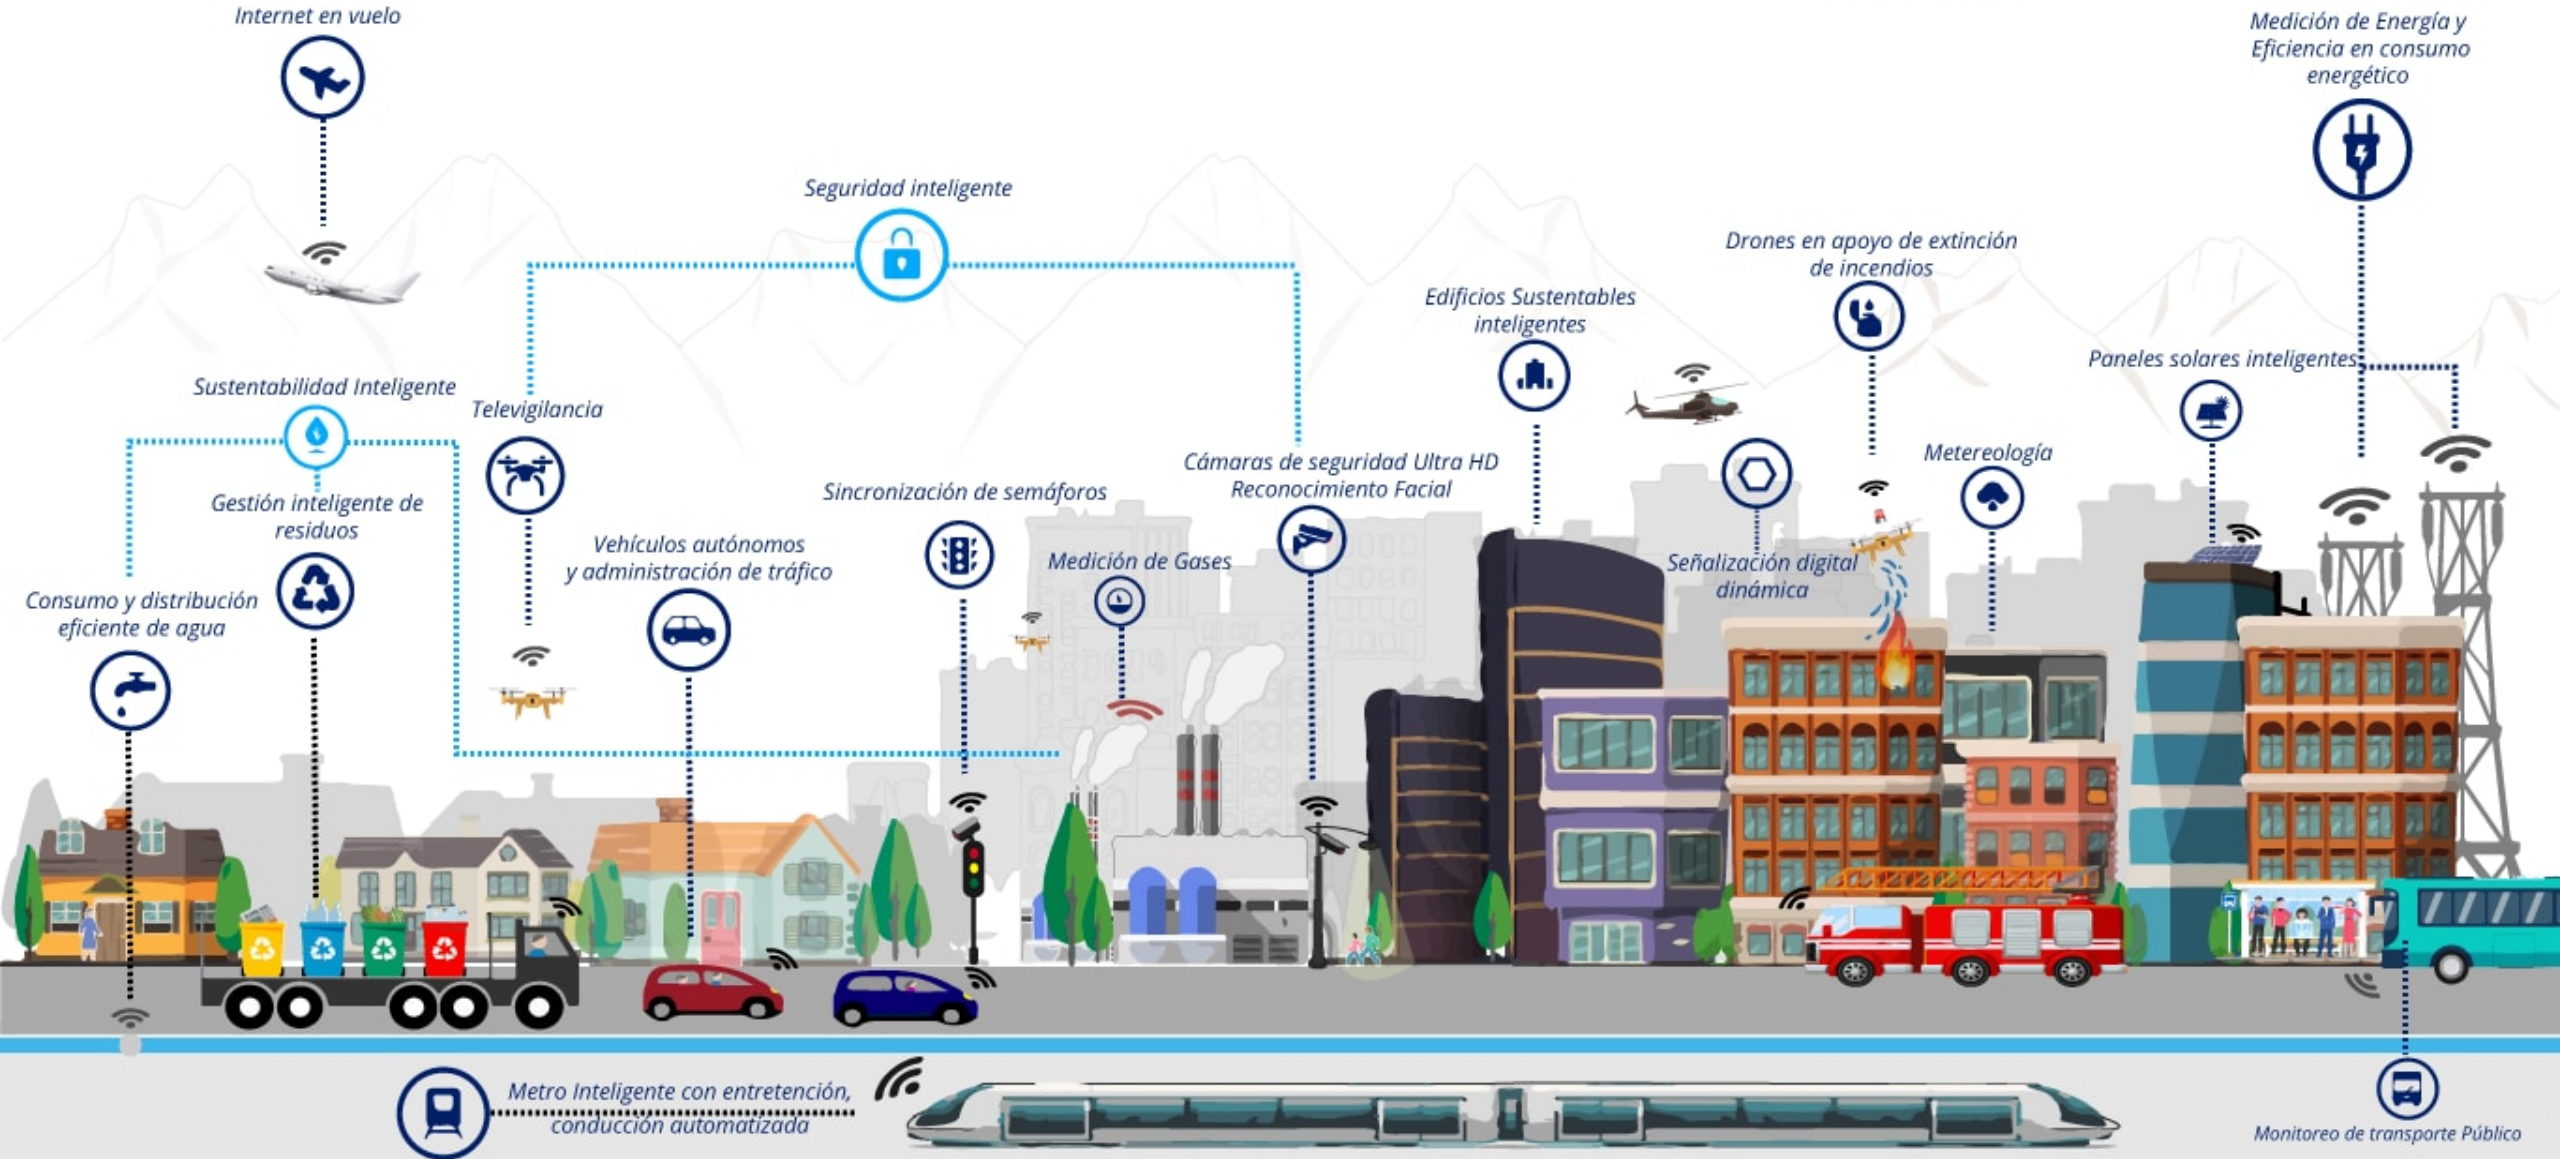 Internet en vuelo
Medición de Energía y
Eficiencia en consumo
energético
Seguridad inteligente
Drones en apoyo de extinción
de incendios
Edificios Sustentables
inteligentes
Paneles solares inteligentes
Sustentabilidad Inteligente
Televigilancia
Metereología
Cámaras de seguridad Ultra HD
Reconocimiento Facial
Sincronización de semáforos
Gestión inteligente de
residuos
Vehículos autónomos
y administración de tráfico
Medición de Gases
Señalización digital
dinámica
Consumo y distribución
eficiente de agua
Metro Inteligente con entretención,
conducción automatizada
Monitoreo de transporte Público